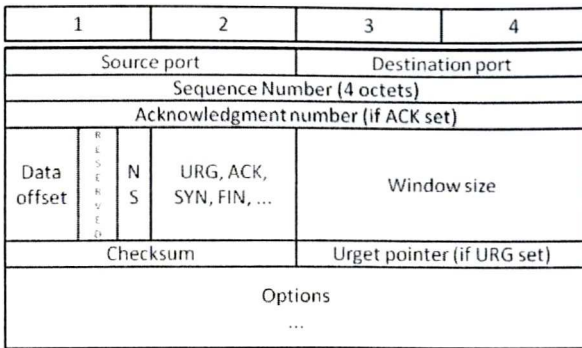 1 2 3 4
Source port Destination port
Sequence Number (4 octets)
Acknowledgment number (if ACK set)
Data offset RESERVED NS URG, ACK, SYN, FIN, ... Window size
Checksum Urget pointer (if URG set)
Options
...